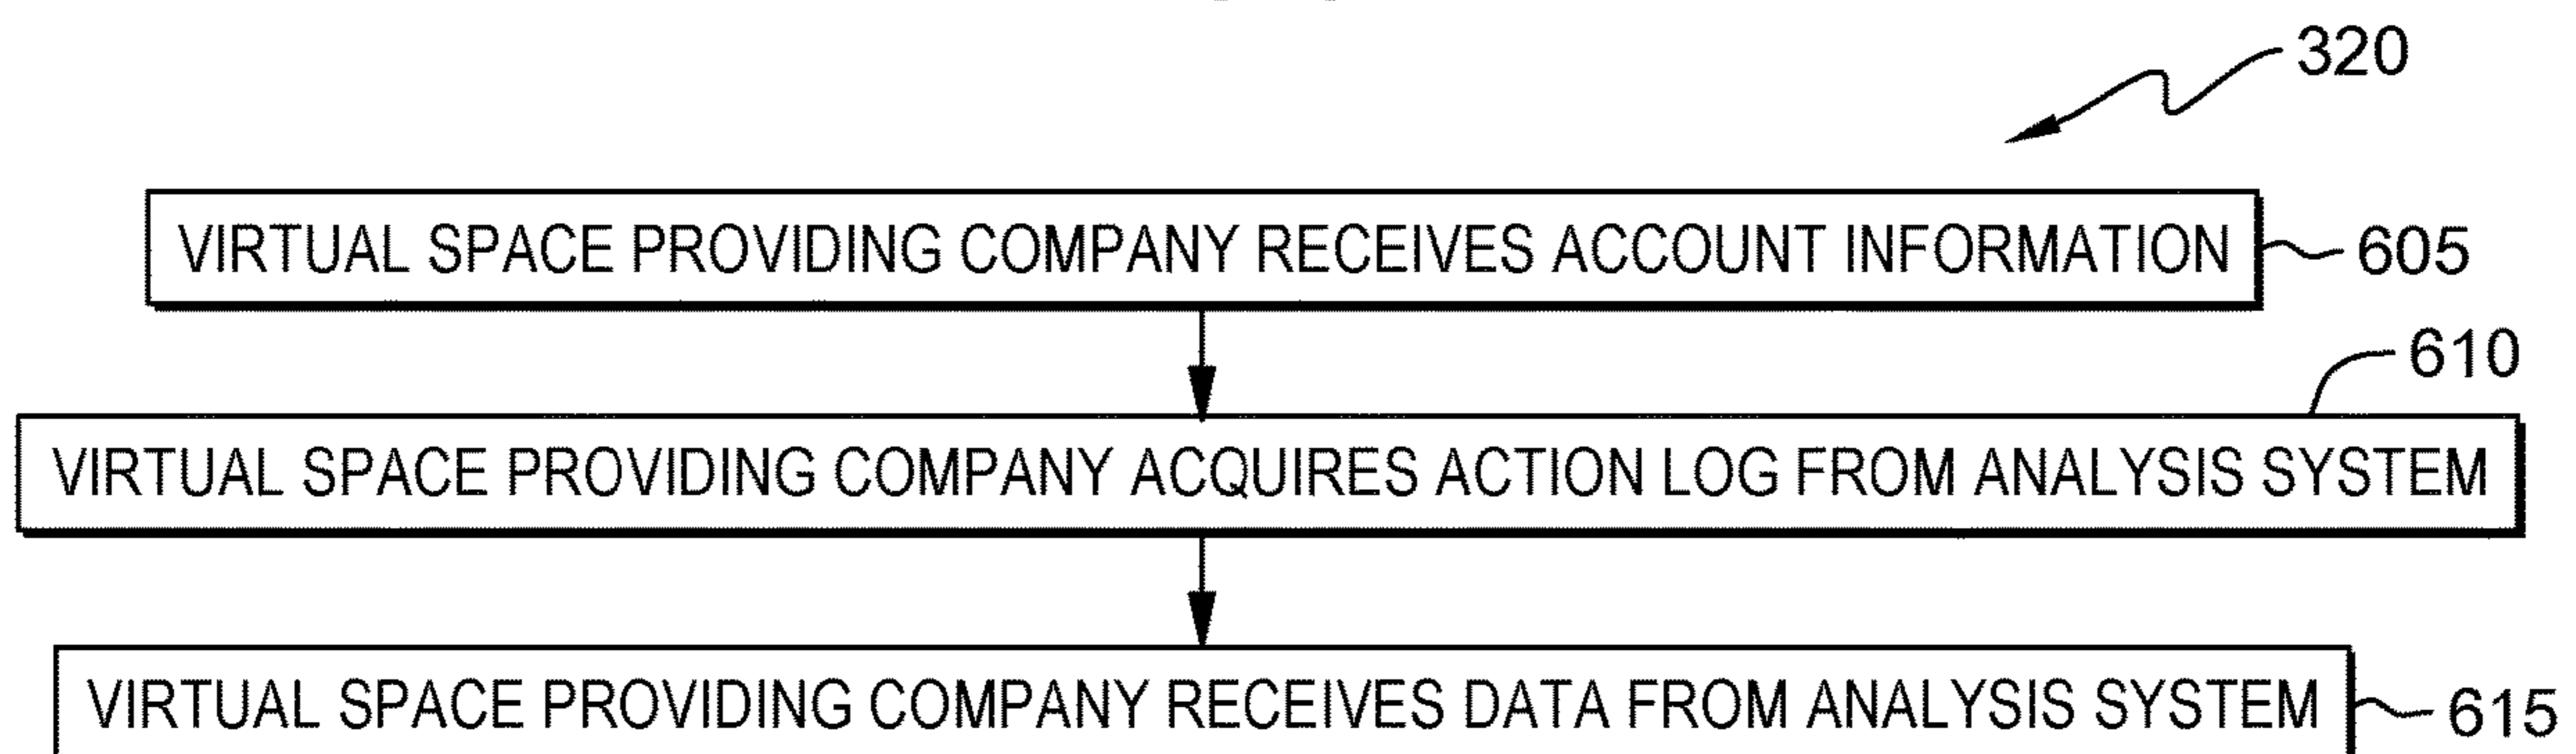 320
VIRTUAL SPACE PROVIDING COMPANY RECEIVES ACCOUNT INFORMATION
605
610
VIRTUAL SPACE PROVIDING COMPANY ACQUIRES ACTION LOG FROM ANALYSIS SYSTEM
VIRTUAL SPACE PROVIDING COMPANY RECEIVES DATA FROM ANALYSIS SYSTEM
615